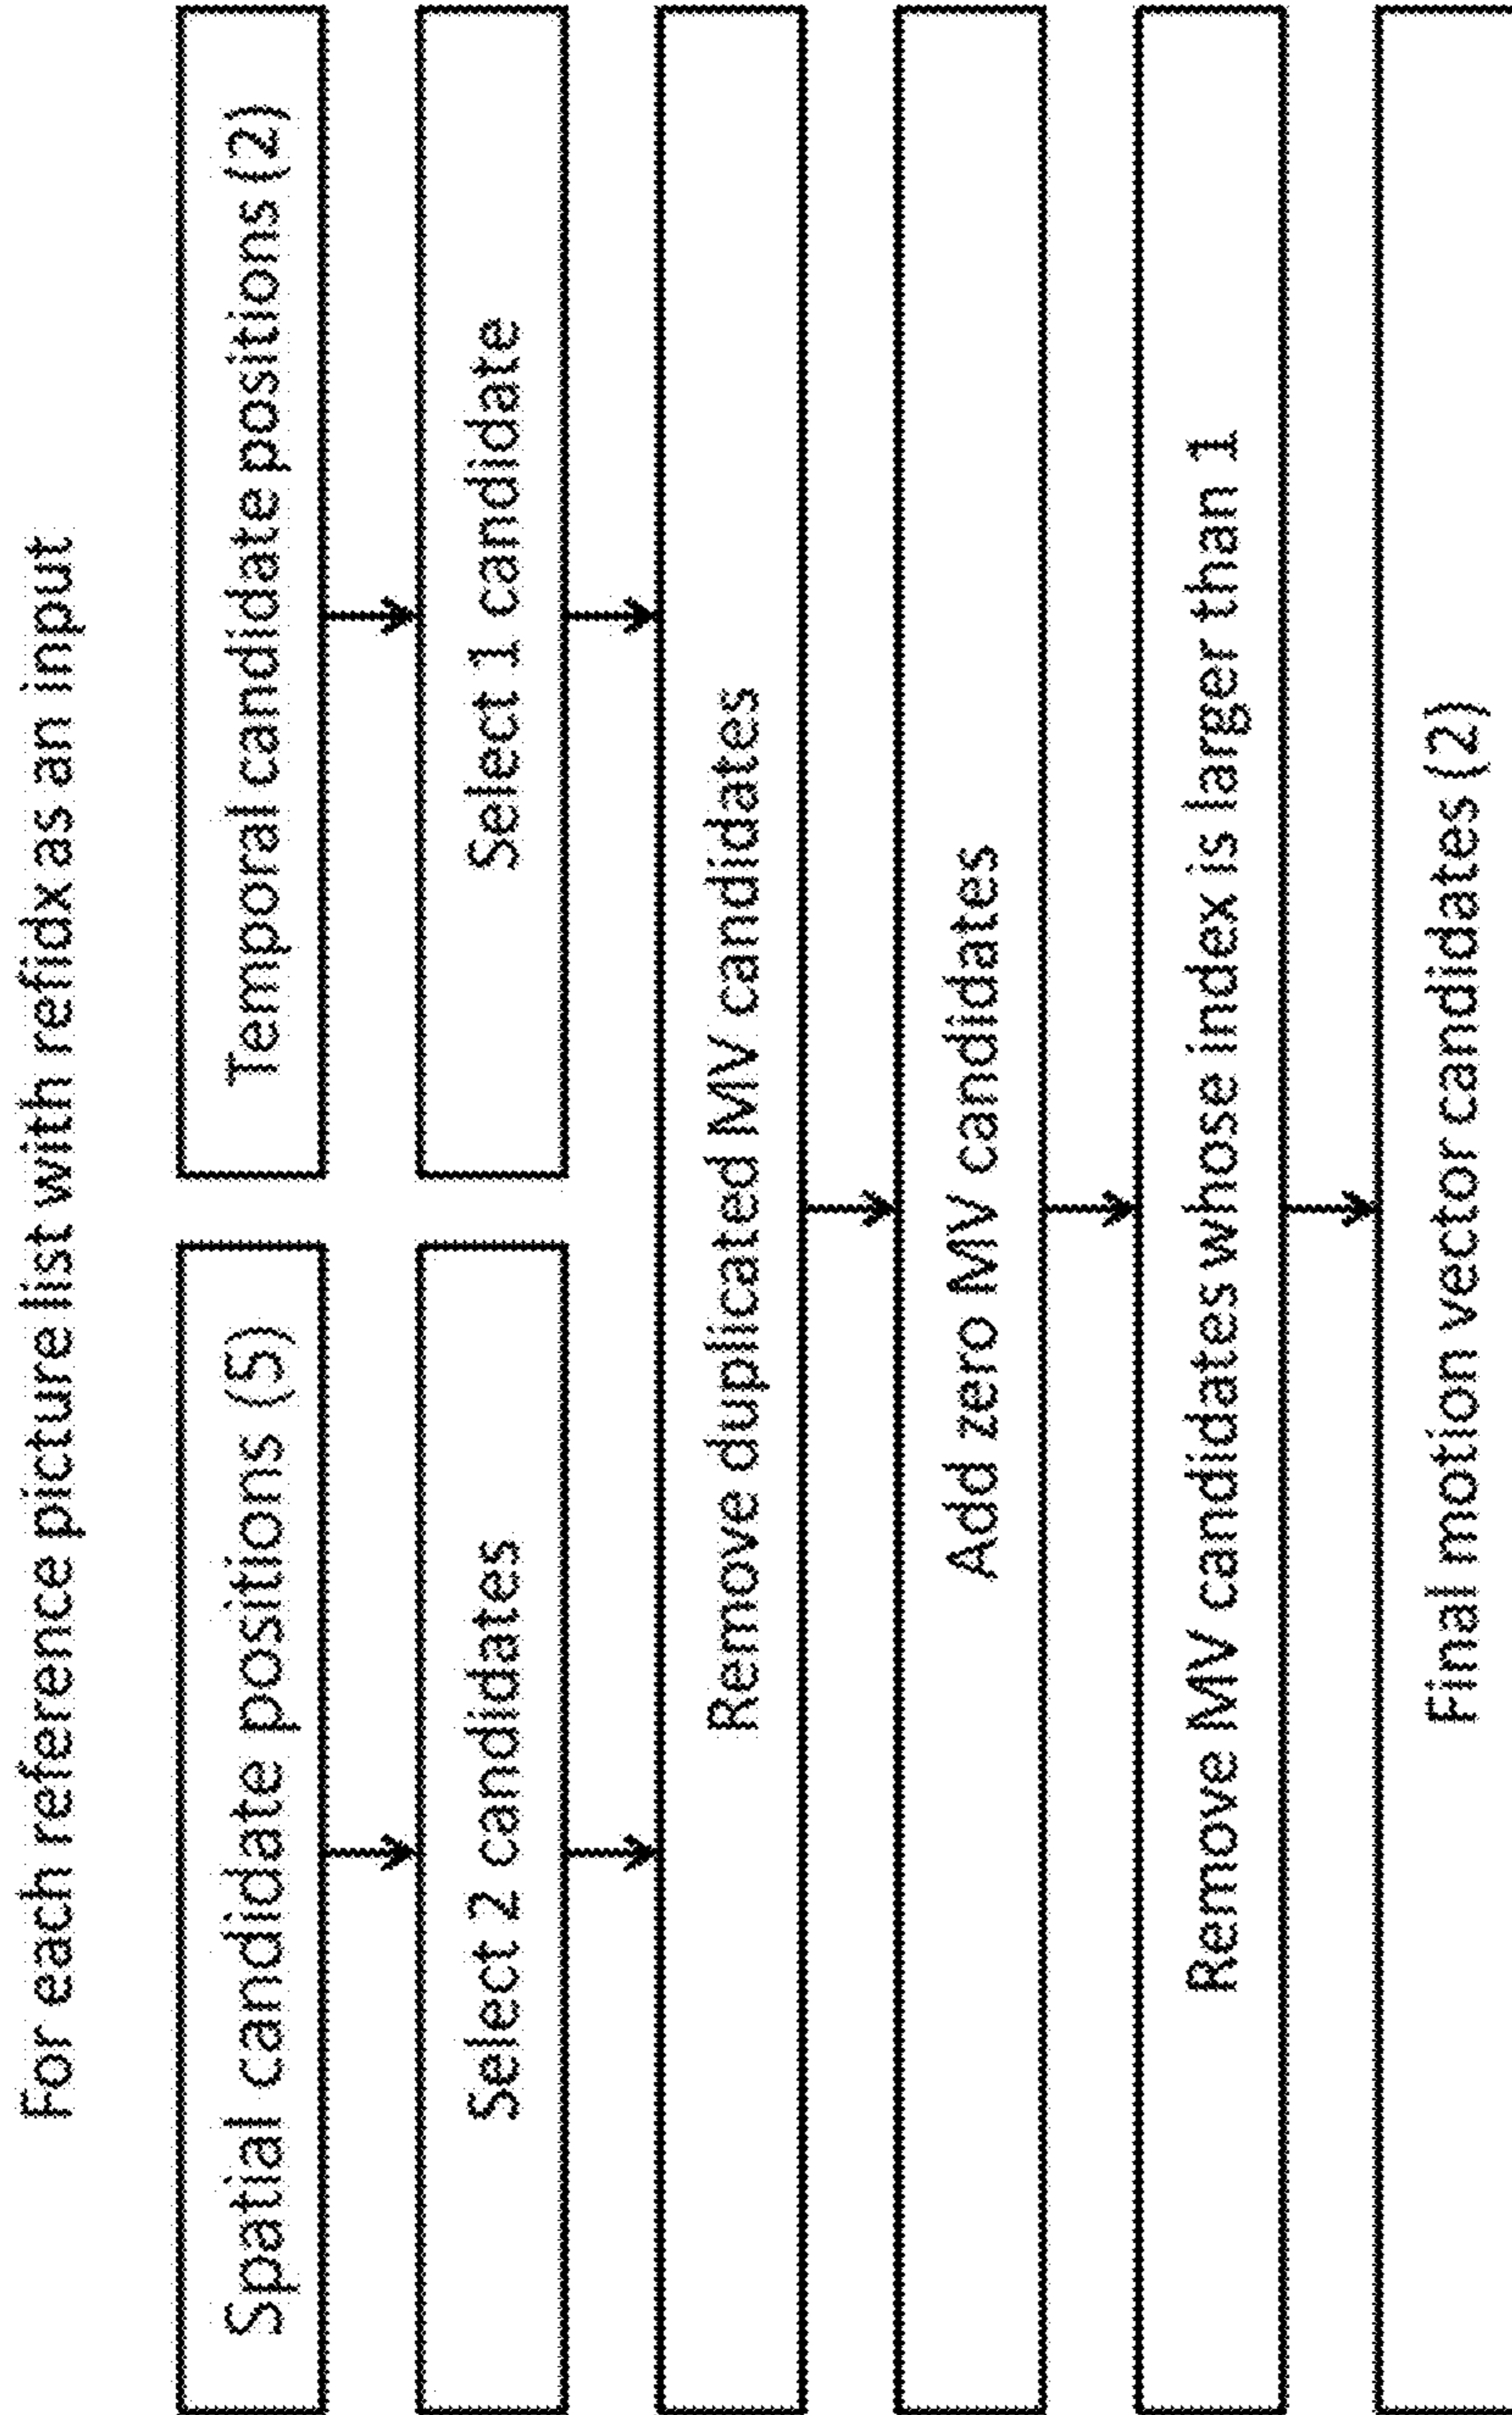 For each reference picture list with refidx as an input
Spatial candidate positions (5)
Temporal candidate positions (2)
Select 2 candidates
Select 1 candidate
Remove duplicated MV candidates
Add zero MV candidates
Remove MV candidates whose index is larger than 1
Final motion vector candidates (2)